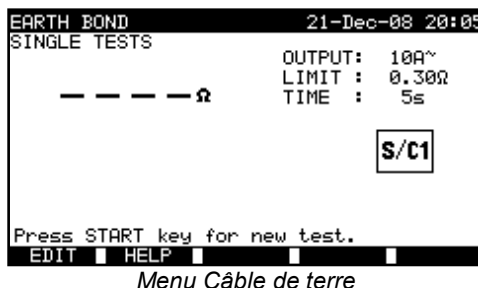 EARTH BOND 21-Dec-08 20:05
SINGLE TESTS
OUTPUT: 10A~
LIMIT : 0.30Ω
– – – – Ω
TIME : 5s
S/C1
Press START key for new test.
EDIT HELP
Menu Câble de terre